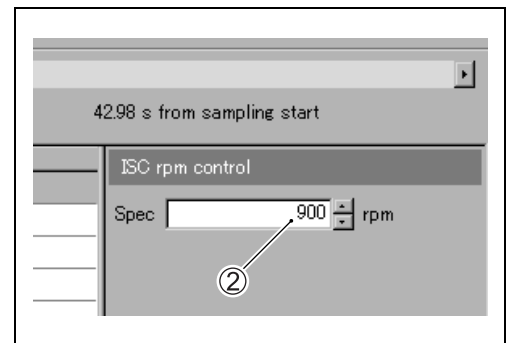 42.98 s from sampling start
ISC rpm control
Spec 900 rpm
②